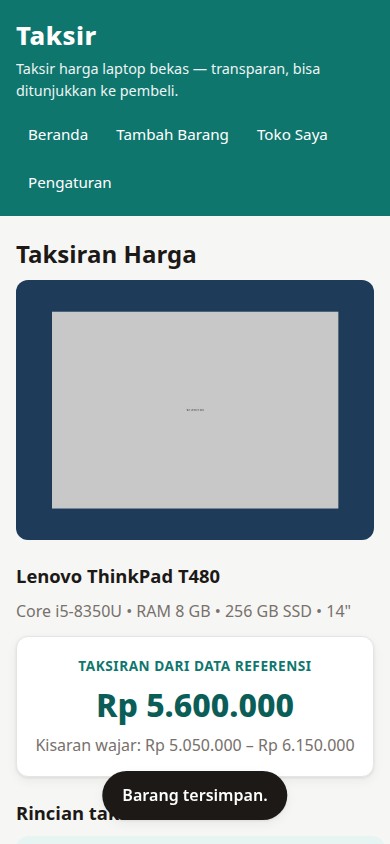 Taksir
Taksir harga laptop bekas — transparan, bisa
ditunjukkan ke pembeli.
Beranda
Tambah Barang
Toko Saya
Pengaturan
Taksiran Harga
Lenovo ThinkPad T480
Core i5-8350U • RAM 8 GB • 256 GB SSD • 14"
TAKSIRAN DARI DATA REFERENSI
Rp 5.600.000
Kisaran wajar: Rp 5.050.000 – Rp 6.150.000
Barang tersimpan.
Rincian